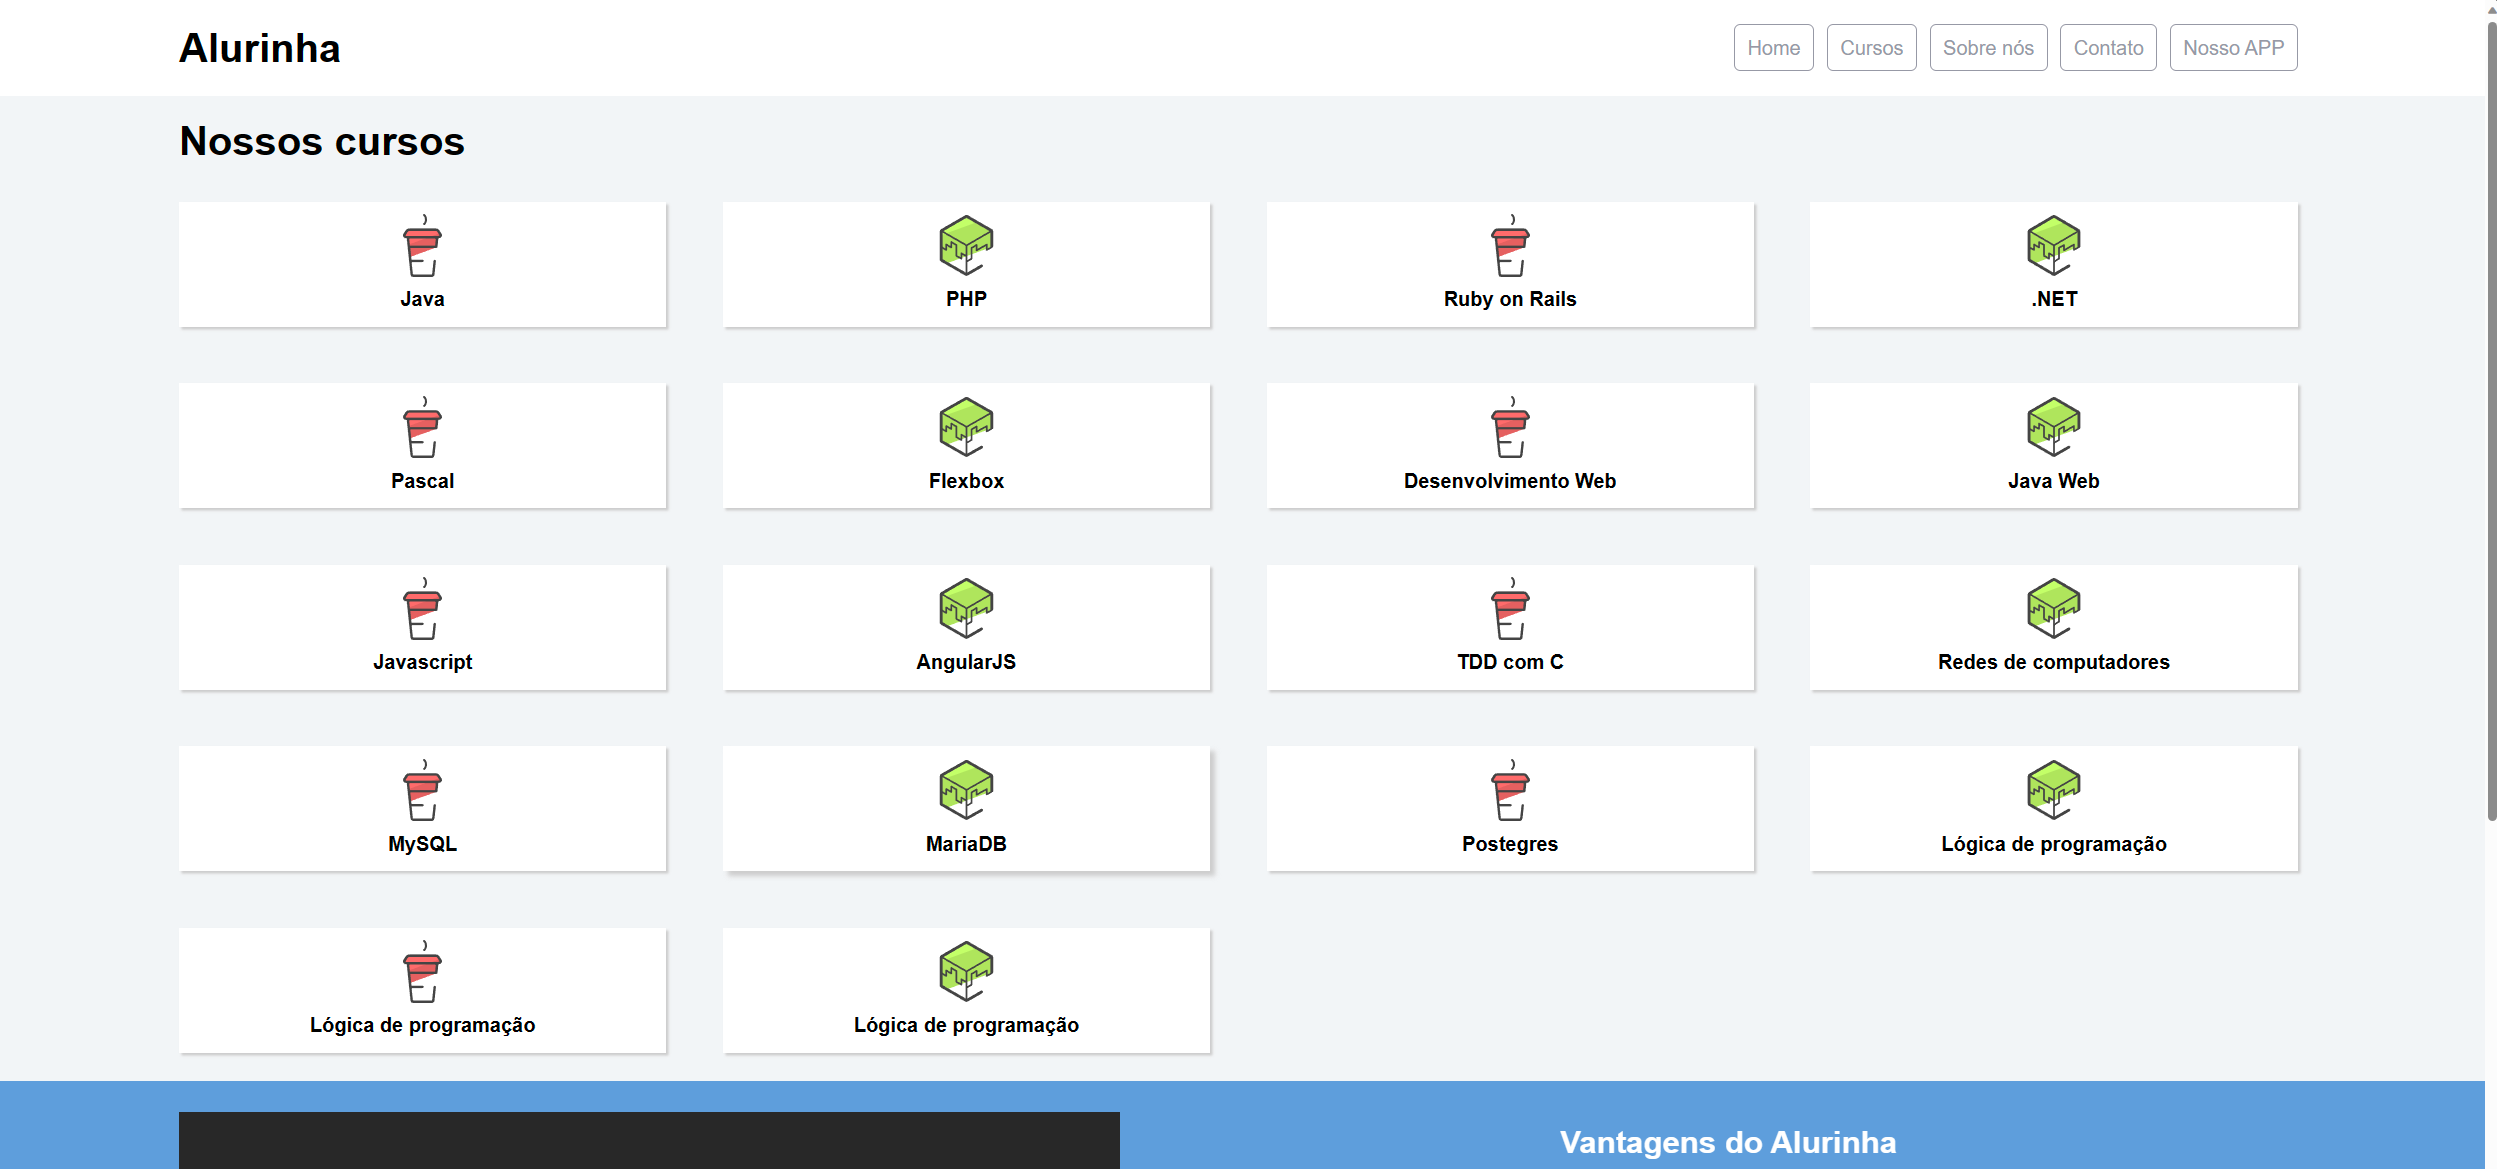 Alurinha
Home
Cursos
Sobre nós
Contato
Nosso APP
Nossos cursos
Java
PHP
Ruby on Rails
.NET
Pascal
Flexbox
Desenvolvimento Web
Java Web
Javascript
AngularJS
TDD com C
Redes de computadores
MySQL
MariaDB
Postegres
Lógica de programação
Lógica de programação
Lógica de programação
Vantagens do Alurinha